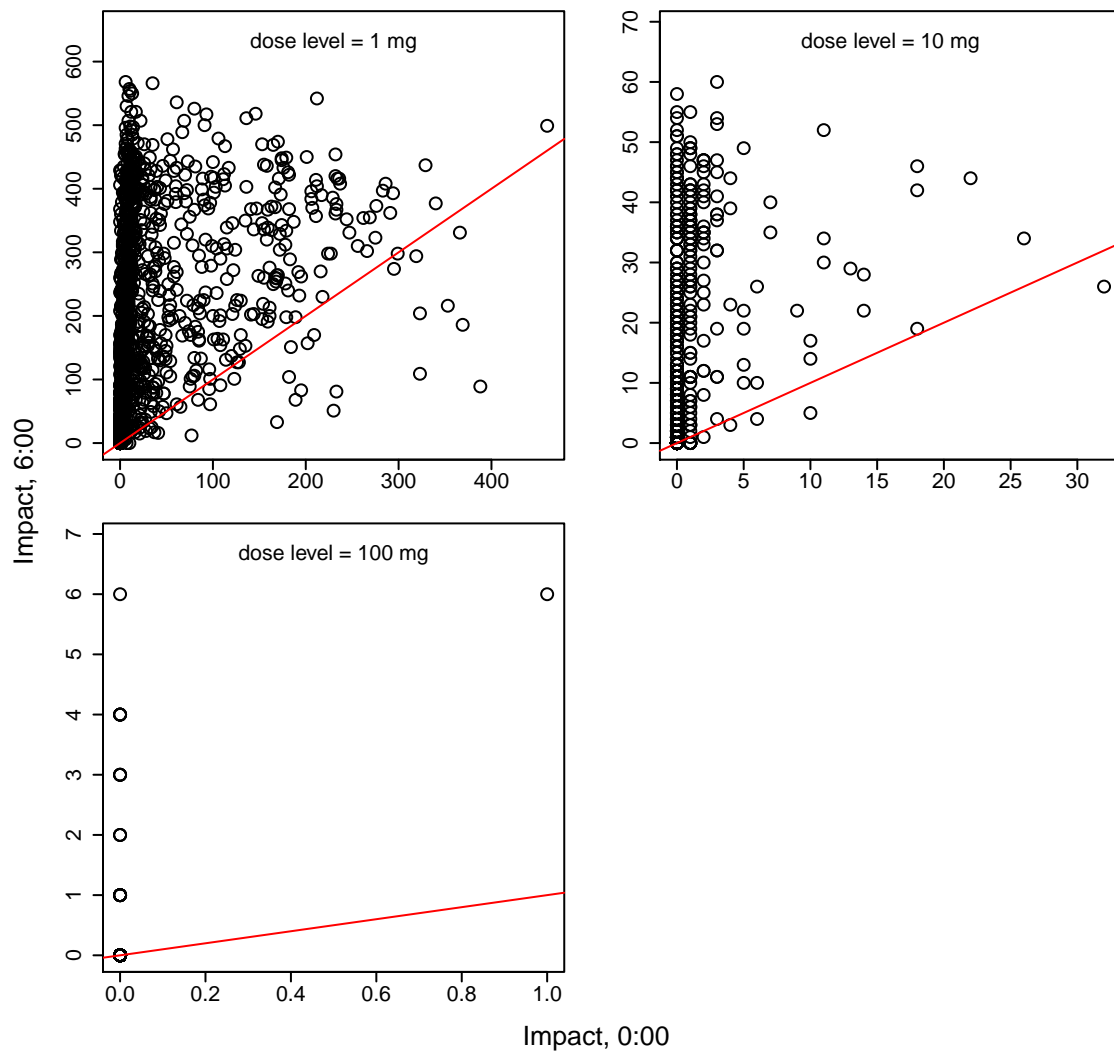 dose level = 1 mg
600
500
400
300
200
100
0
0 100 200 300 400
dose level = 10 mg
70
60
50
40
30
20
10
0
0 5 10 15 20 25 30
Impact, 6:00
dose level = 100 mg
7
6
5
4
3
2
1
0
0.0 0.2 0.4 0.6 0.8 1.0
Impact, 0:00